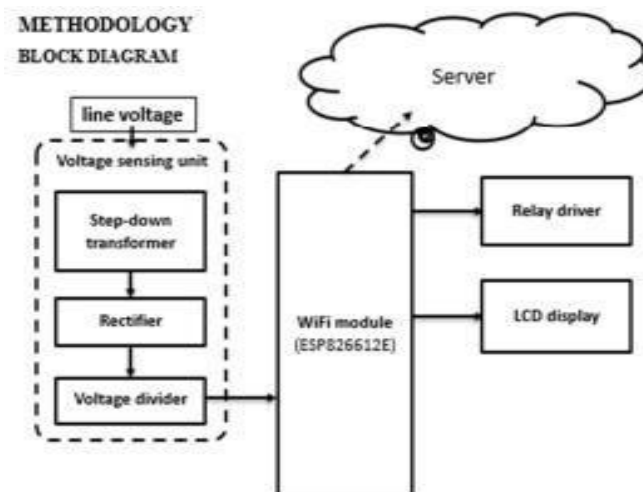 METHODOLOGY
BLOCK DIAGRAM
Server
line voltage
Voltage sensing unit
Step-down
transformer
Rectifier
Voltage divider
WiFi module
(ESP826612E)
Relay driver
LCD display